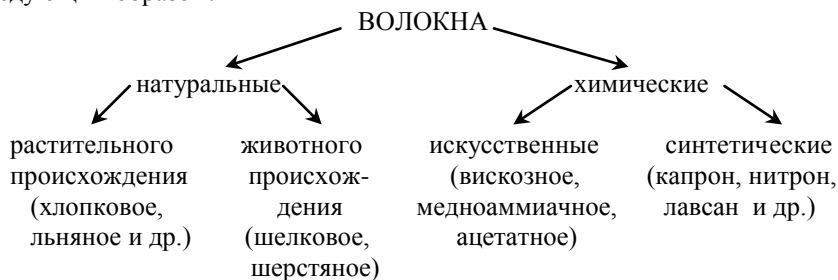 ВОЛОКНА
натуральные химические
растительного животного искусственные синтетические
происхождения происхож- (вискозное, (капрон, нитрон,
(хлопковое, дения медноаммиачное, лавсан и др.)
льняное и др.) (шелковое, ацетатное)
шерстяное)